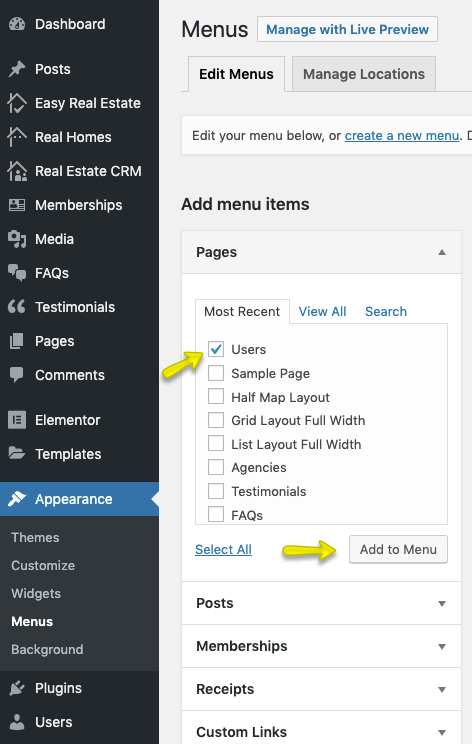 Dashboard
Posts
Easy Real Estate
Real Homes
Real Estate CRM
Memberships
Media
FAQs
Testimonials
Pages
Comments
Elementor
Templates
Appearance
Themes
Customize
Widgets
Menus
Background
Plugins
Users
Menus
Manage with Live Preview
Edit Menus
Manage Locations
Edit your menu below, or create a new menu. D
Add menu items
Pages
Most Recent
View All
Search
Users
Sample Page
Half Map Layout
Grid Layout Full Width
List Layout Full Width
Agencies
Testimonials
FAQs
Select All
Add to Menu
Posts
Memberships
Receipts
Custom Links